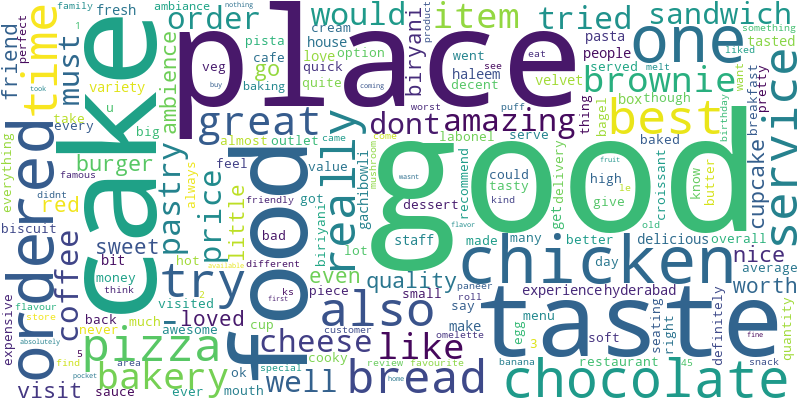 place
good
cake
food
taste
chicken
chocolate
ordered
one
best
service
bread
pizza
bakery
also
like
really
try
time
great
amazing
brownie
sandwich
item
tried
would
order
dont
must
ambience
pastry
price
little
coffee
cheese
well
loved
quality
even
visit
red
sweet
burger
friend
biryani
worth
nice
cupcake
family
fresh
ambiance
nothing
perfect
1
took
variety
take
u
every
big
everything
famous
didnt
biscuit
always
bit
money
think
hot
back
visited
2
expensive
flavour
store
never
much
awesome
5
find
area
absolutely
pocket
sauce
ever
mouth
available
cup
ok
special
first
ks
different
bad
friendly
feel
almost
outlet
veg
buy
pista
cafe
go
baking
house
cream
love
option
quick
quite
coming
came
value
got
biryanir
lot
gachibowli
mushroom
come
wasnt
piece
cooky
customer
review
favourite
home
small
omelette
say
roll
paneer
make
made
many
menu
egg
3
banana
restaurant
soft
day
better
experience
hyderabad
seating
right
definitely
45
snack
fine
average
quantity
overall
delicious
old
flavor
kind
could
tasty
high
give
know
butter
le
fruit
croissant
get
delivery
recommend
labonel
serve
dessert
staff
haleem
went
decent
worst
eat
see
puff
velvet
served
pasta
people
thing
bagel
box
though
baked
melt
tasted
liked
product
something
want
pretty
breakfast
birthday